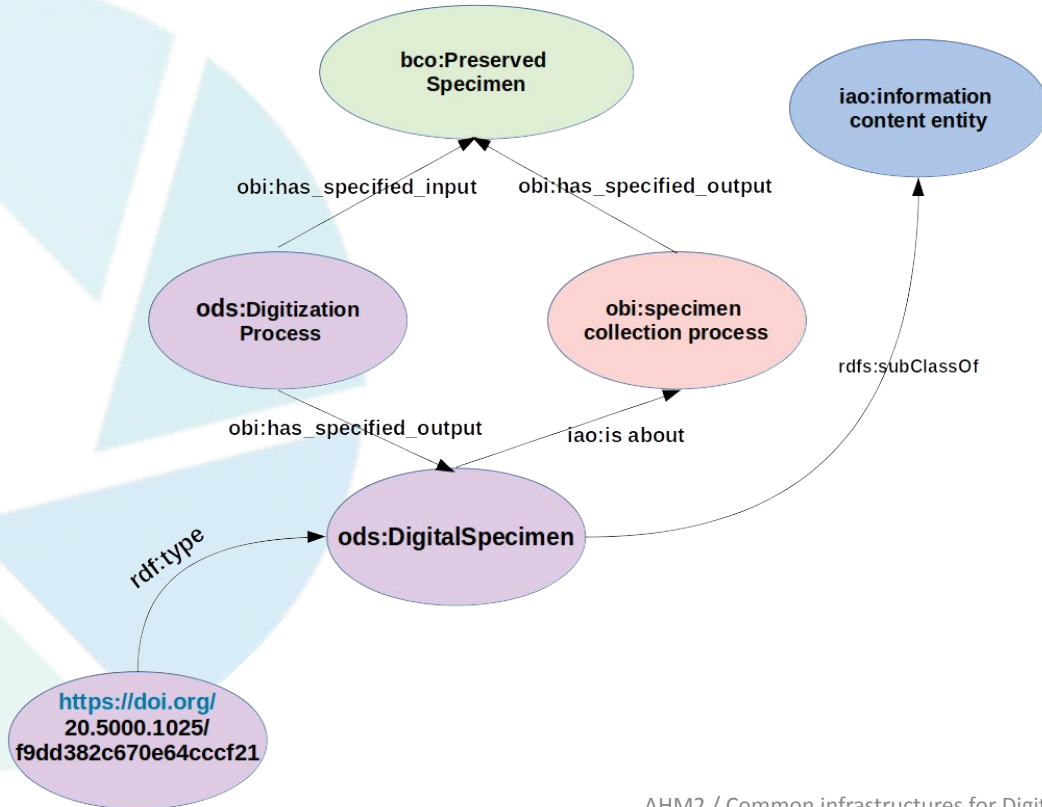 bco:Preserved
Specimen
iao:information
content entity
obi:has_specified_input
obi:has_specified_output
ods:Digitization
Process
obi:specimen
collection process
rdfs:subClassOf
obi:has_specified_output
iao:is about
ods:DigitalSpecimen
rdf:type
https://doi.org/
20.5000.1025/
f9dd382c670e64cccf21
AHM2 / Common infrastructures for Digit